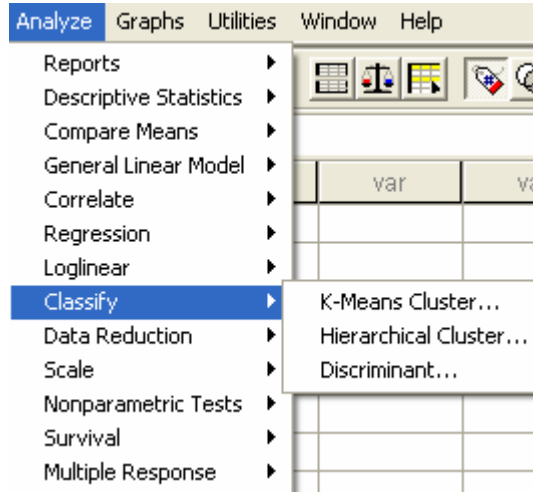 Analyze Graphs Utilities Window Help
Reports
Descriptive Statistics
Compare Means
General Linear Model
var
va
Correlate
Regression
Loglinear
Classify
K-Means Cluster...
Data Reduction
Hierarchical Cluster...
Scale
Discriminant...
Nonparametric Tests
Survival
Multiple Response